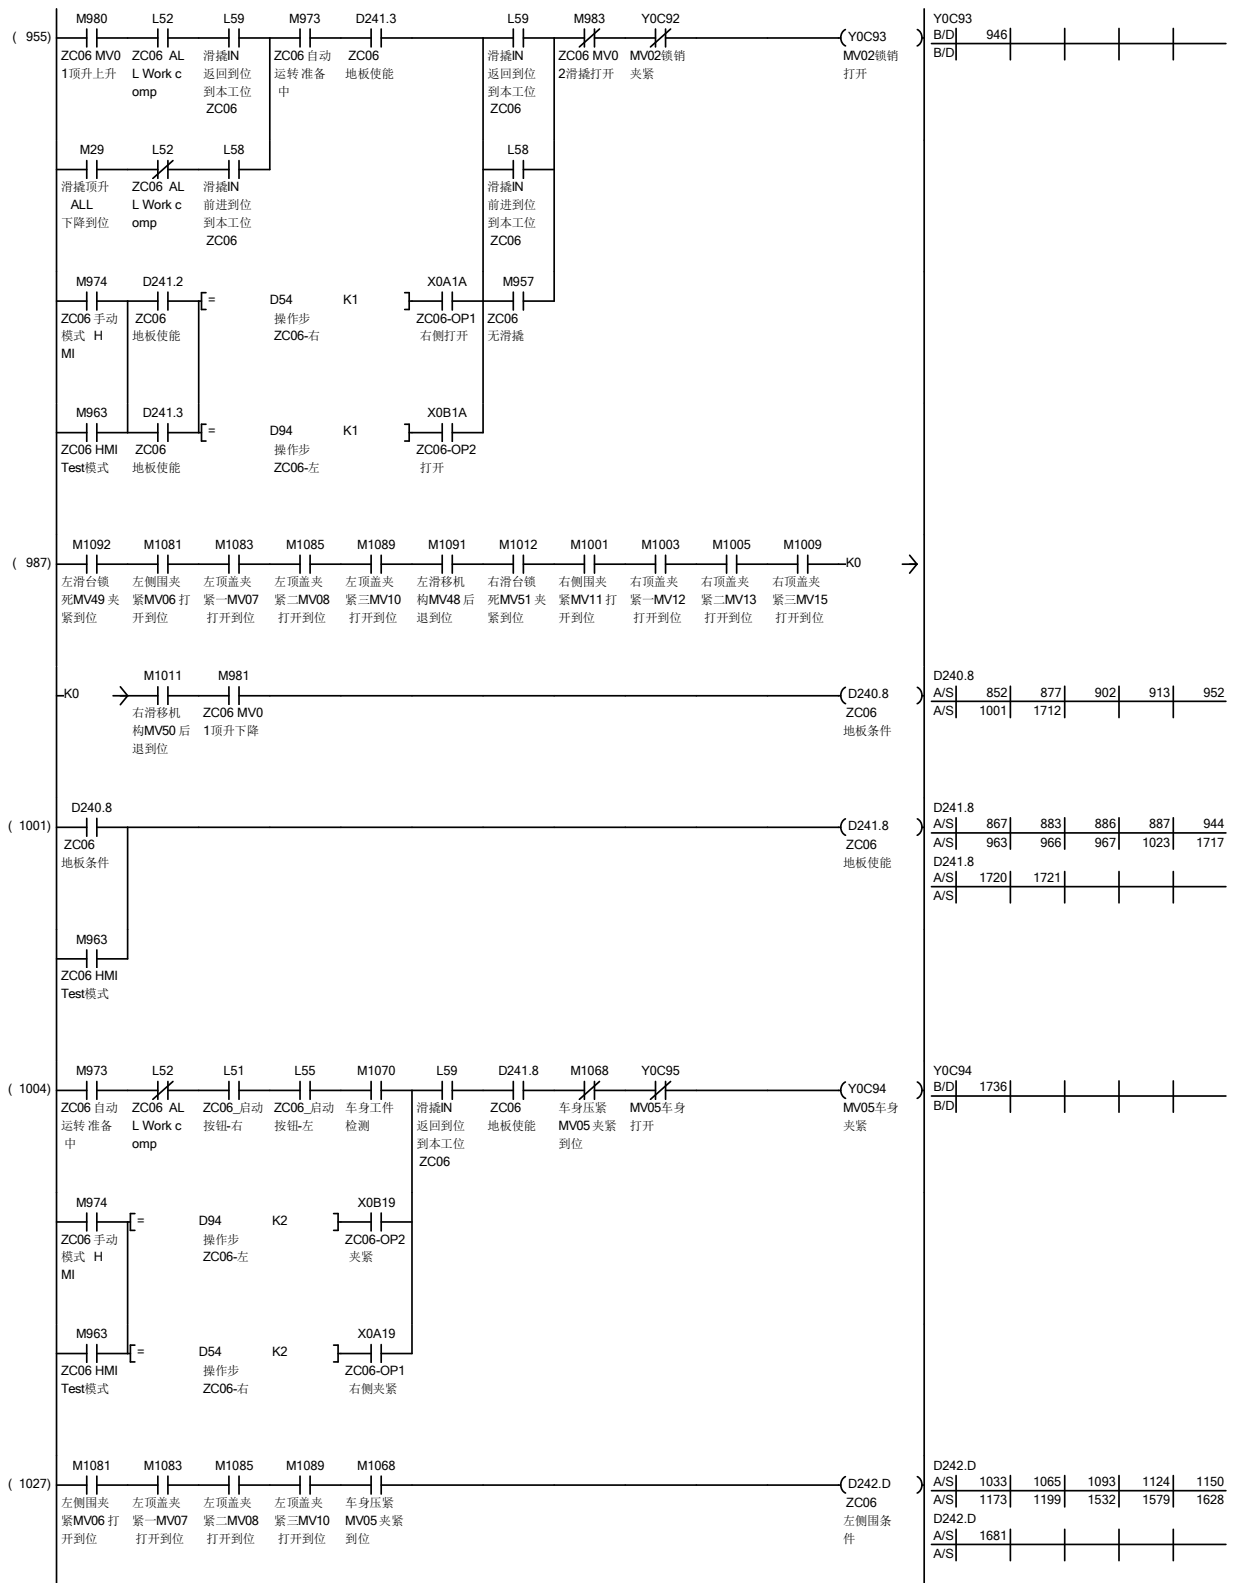 M980 L52 L59 M973 D241.3 L59 M983 Y0C92 Y0C93
( 955) (Y0C93 ) B/D 946
ZC06 MV0 ZC06 AL 滑撬IN ZC06 自动 ZC06 滑撬IN ZC06 MV0 MV02锁销 MV02锁销 B/D
1顶升上升 L Work c 返回到位 运转 准备 地板使能 返回到位 2滑撬打开 夹紧 打开
omp 到本工位 中 到本工位
ZC06 ZC06
M29 L52 L58 L58
滑撬顶升 ZC06 AL 滑撬IN 滑撬IN
ALL L Work c 前进到位 前进到位
下降到位 omp 到本工位 到本工位
ZC06 ZC06
M974 D241.2 X0A1A M957
[= D54 K1 ]
ZC06 手动 ZC06 操作步 ZC06-OP1 ZC06
模式 H 地板使能 ZC06-右 右侧打开 无滑撬
MI
M963 D241.3 X0B1A
[= D94 K1 ]
ZC06 HMI ZC06 操作步 ZC06-OP2
Test模式 地板使能 ZC06-左 打开
M1092 M1081 M1083 M1085 M1089 M1091 M1012 M1001 M1003 M1005 M1009
( 987) K0
左滑台锁 左侧围夹 左顶盖夹 左顶盖夹 左顶盖夹 左滑移机 右滑台锁 右侧围夹 右顶盖夹 右顶盖夹 右顶盖夹
死MV49 夹 紧MV06 打 紧一MV07 紧二MV08 紧三MV10 构MV48 后 死MV51 夹 紧MV11 打 紧一MV12 紧二MV13 紧三MV15
紧到位 开到位 打开到位 打开到位 打开到位 退到位 紧到位 开到位 打开到位 打开到位 打开到位
M1011 M981 D240.8
K0 (D240.8 ) A/S 852 877 902 913 952
右滑移机 ZC06 MV0 ZC06 A/S 1001 1712
构MV50 后 1顶升下降 地板条件
退到位
D240.8 D241.8
( 1001) (D241.8 ) A/S 867 883 886 887 944
ZC06 ZC06 A/S 963 966 967 1023 1717
地板条件 地板使能 D241.8
A/S 1720 1721
A/S
M963
ZC06 HMI
Test模式
M973 L52 L51 L55 M1070 L59 D241.8 M1068 Y0C95 Y0C94
( 1004) (Y0C94 ) B/D 1736
ZC06 自动 ZC06 AL ZC06_启动 ZC06_启动 车身工件 滑撬IN ZC06 车身压紧 MV05车身 MV05车身 B/D
运转 准备 L Work c 按钮-右 按钮-左 检测 返回到位 地板使能 MV05 夹紧 打开 夹紧
中 omp 到本工位 到位
ZC06
M974 X0B19
[= D94 K2 ]
ZC06 手动 操作步 ZC06-OP2
模式 H ZC06-左 夹紧
MI
M963 X0A19
[= D54 K2 ]
ZC06 HMI 操作步 ZC06-OP1
Test模式 ZC06-右 右侧夹紧
M1081 M1083 M1085 M1089 M1068 D242.D
( 1027) (D242.D ) A/S 1033 1065 1093 1124 1150
左侧围夹 左顶盖夹 左顶盖夹 左顶盖夹 车身压紧 ZC06 A/S 1173 1199 1532 1579 1628
紧MV06 打 紧一MV07 紧二MV08 紧三MV10 MV05 夹紧 左侧围条 D242.D
开到位 打开到位 打开到位 打开到位 到位 件 A/S 1681
A/S